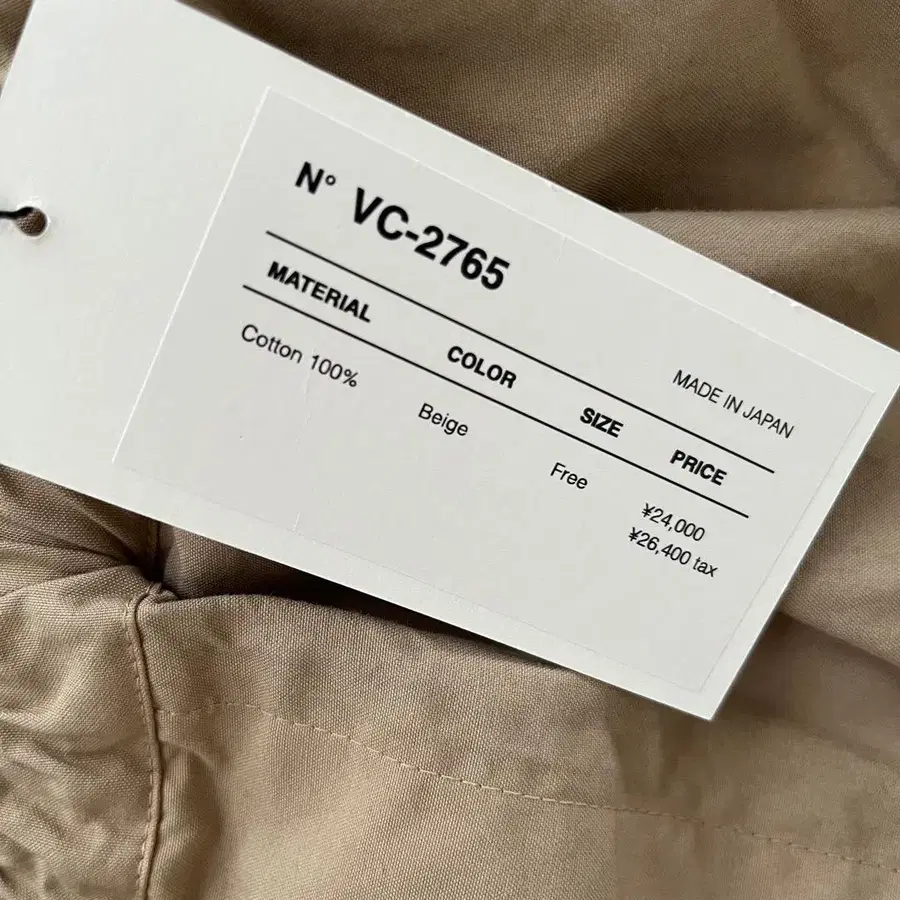 N° VC-2765
MADE IN JAPAN
MATERIAL COLOR SIZE PRICE
Cotton 100% Beige Free ¥24,000
¥26,400 tax